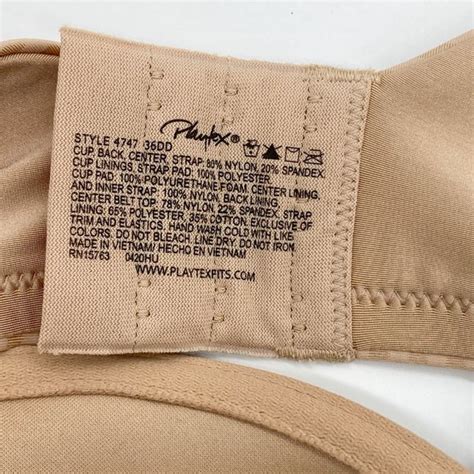 Playtex®
STYLE 4747 36DD
CUP BACK, CENTER, STRAP: 80% NYLON, 20% SPANDEX.
CUP LININGS, STRAP PAD: 100% POLYESTER.
CUP PAD: 100% POLYURETHANE FOAM. CENTER LINING,
AND INNER STRAP: 100% NYLON. BACK LINING, AND
CENTER BELT TOP: 78% NYLON, 22% SPANDEX. STRAP
LINING: 65% POLYESTER, 35% COTTON. EXCLUSIVE OF
TRIM AND ELASTICS. HAND WASH COLD WITH LIKE
COLORS. DO NOT BLEACH. LINE DRY. DO NOT IRON.
MADE IN VIETNAM/ HECHO EN VIETNAM
RN15763 0420HU
WWW.PLAYTEXFITS.COM